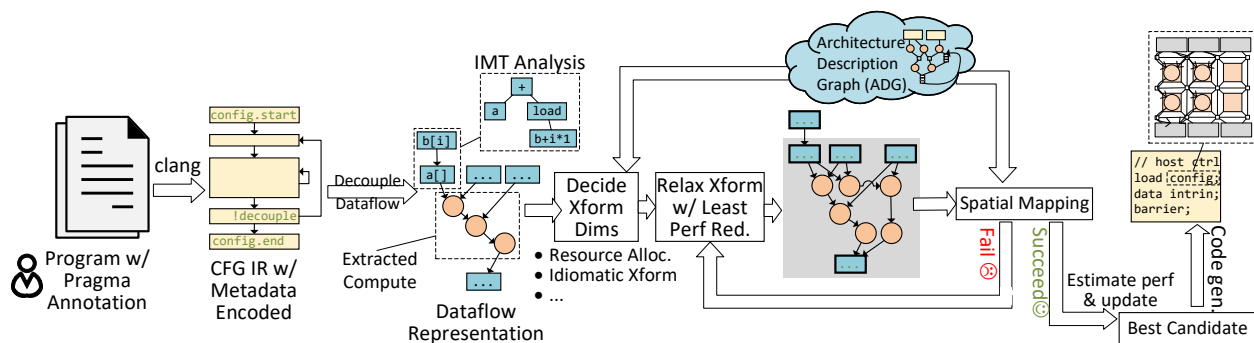 Program w/
Pragma
Annotation
clang
config.start
!decouple
config.end
CFG IR w/
Metadata
Encoded
Decouple
Dataflow
IMT Analysis
+
a
load
b+i*1
b[i]
a[]
...
...
Extracted
Compute
...
Dataflow
Representation
Decide
Xform
Dims
• Resource Alloc.
• Idiomatic Xform
• ...
Relax Xform
w/ Least
Perf Red.
Architecture
Description
Graph (ADG)
...
...
...
...
...
Spatial Mapping
Fail ☹
Succeed☺
Estimate perf
& update
Best Candidate
Code gen.
// host ctrl
load config;
data intrin;
barrier;